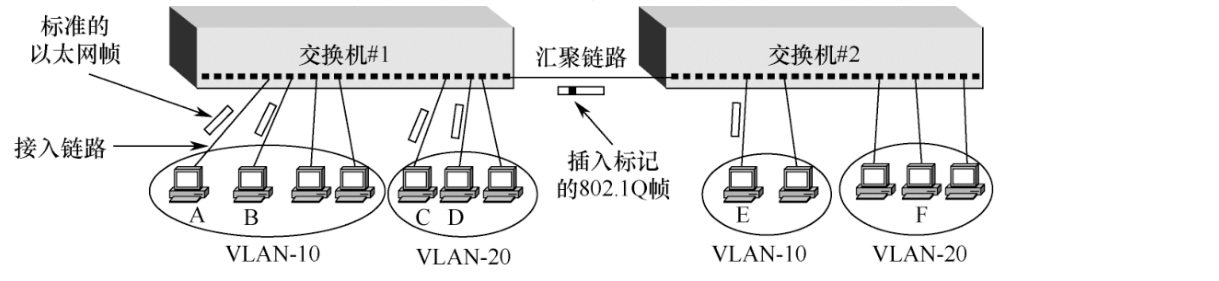 标准的
以太网帧
交换机#1
汇聚链路
交换机#2
接入链路
插入标记
的802.1Q帧
A
B
C
D
E
F
VLAN-10
VLAN-20
VLAN-10
VLAN-20